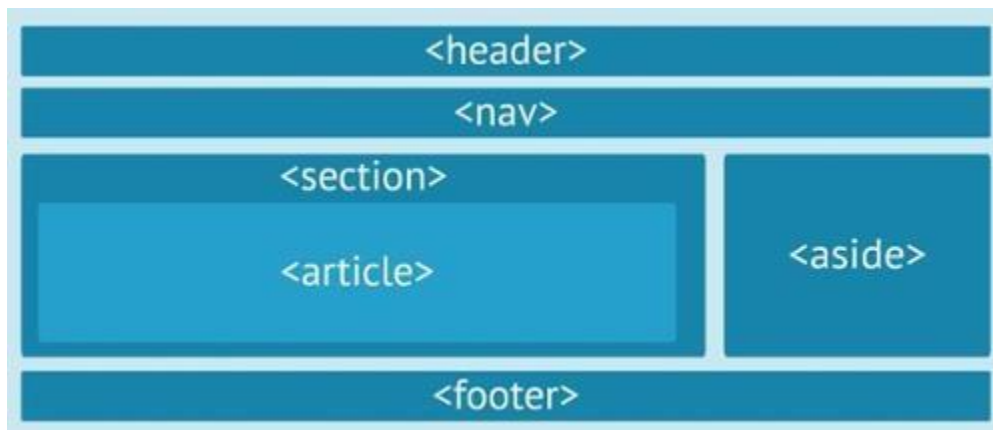 <header>
<nav>
<section>
<article>
<aside>
<footer>